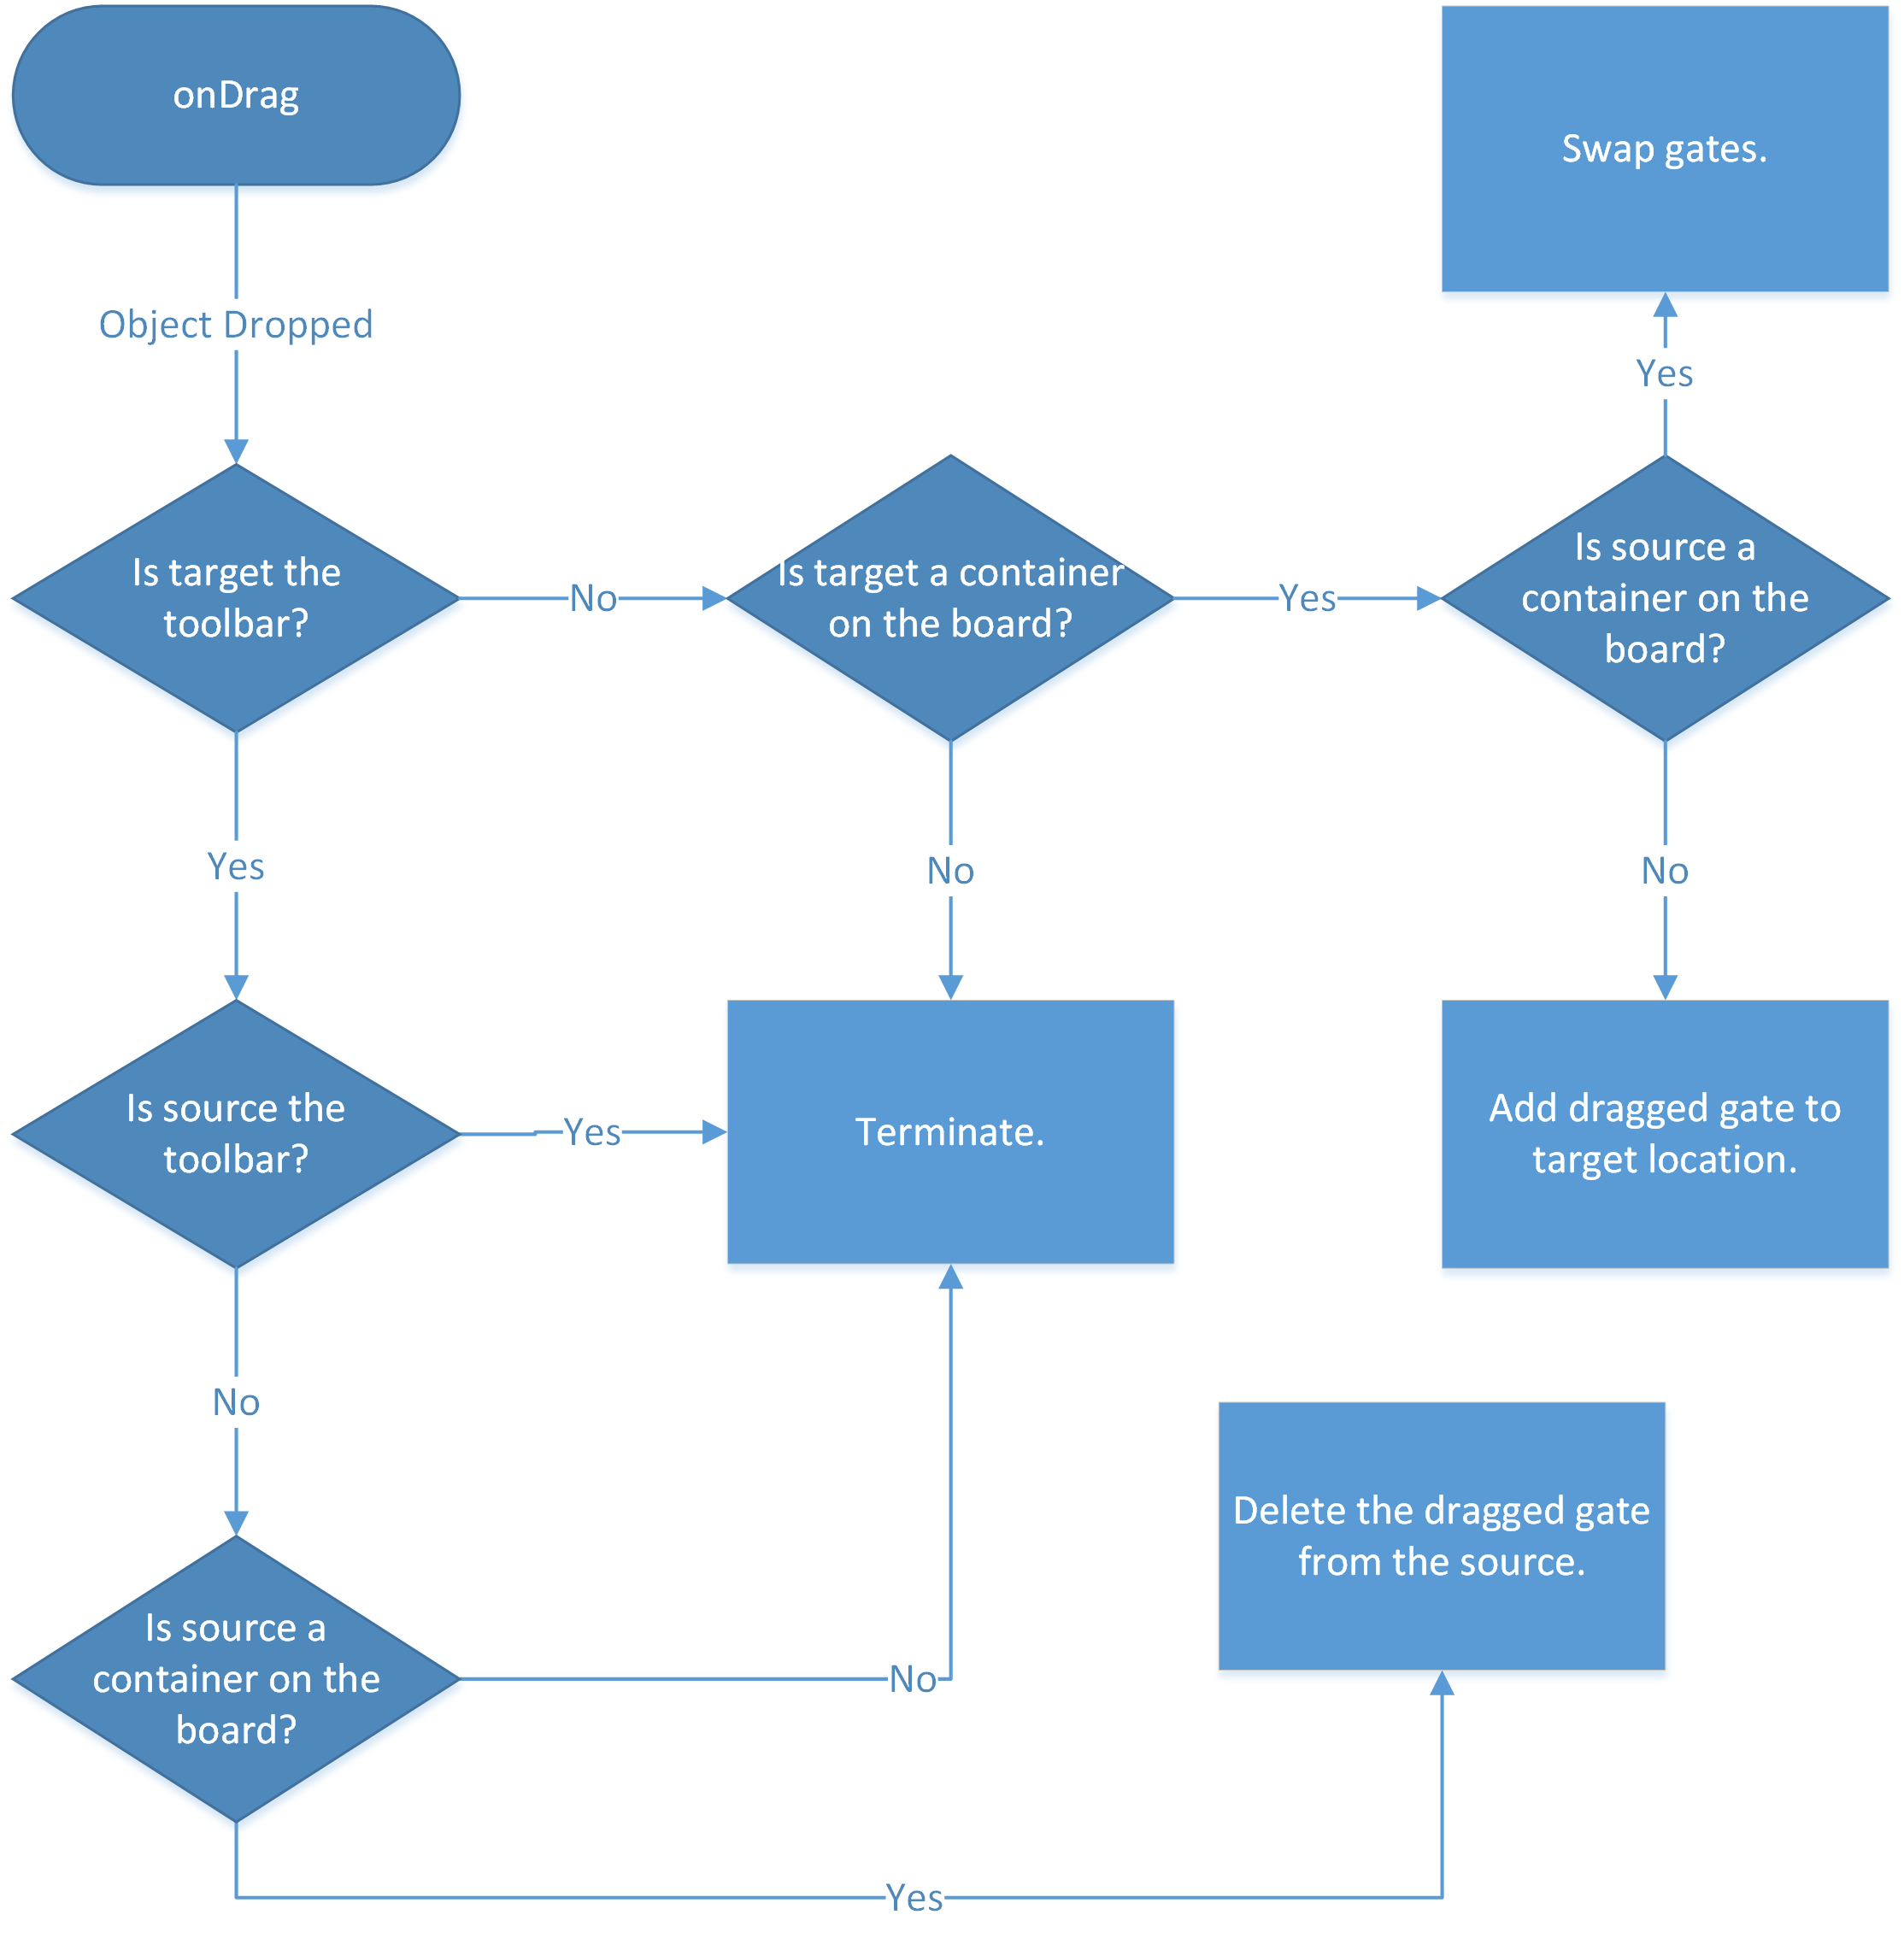 onDrag
Swap gates.
Object Dropped
Yes
Is target the
toolbar?
No
Is target a container
on the board?
Yes
Is source a
container on the
board?
Yes
No
No
Is source the
toolbar?
Yes
Terminate.
Add dragged gate to
target location.
No
Delete the dragged gate
from the source.
Is source a
container on the
board?
No
Yes